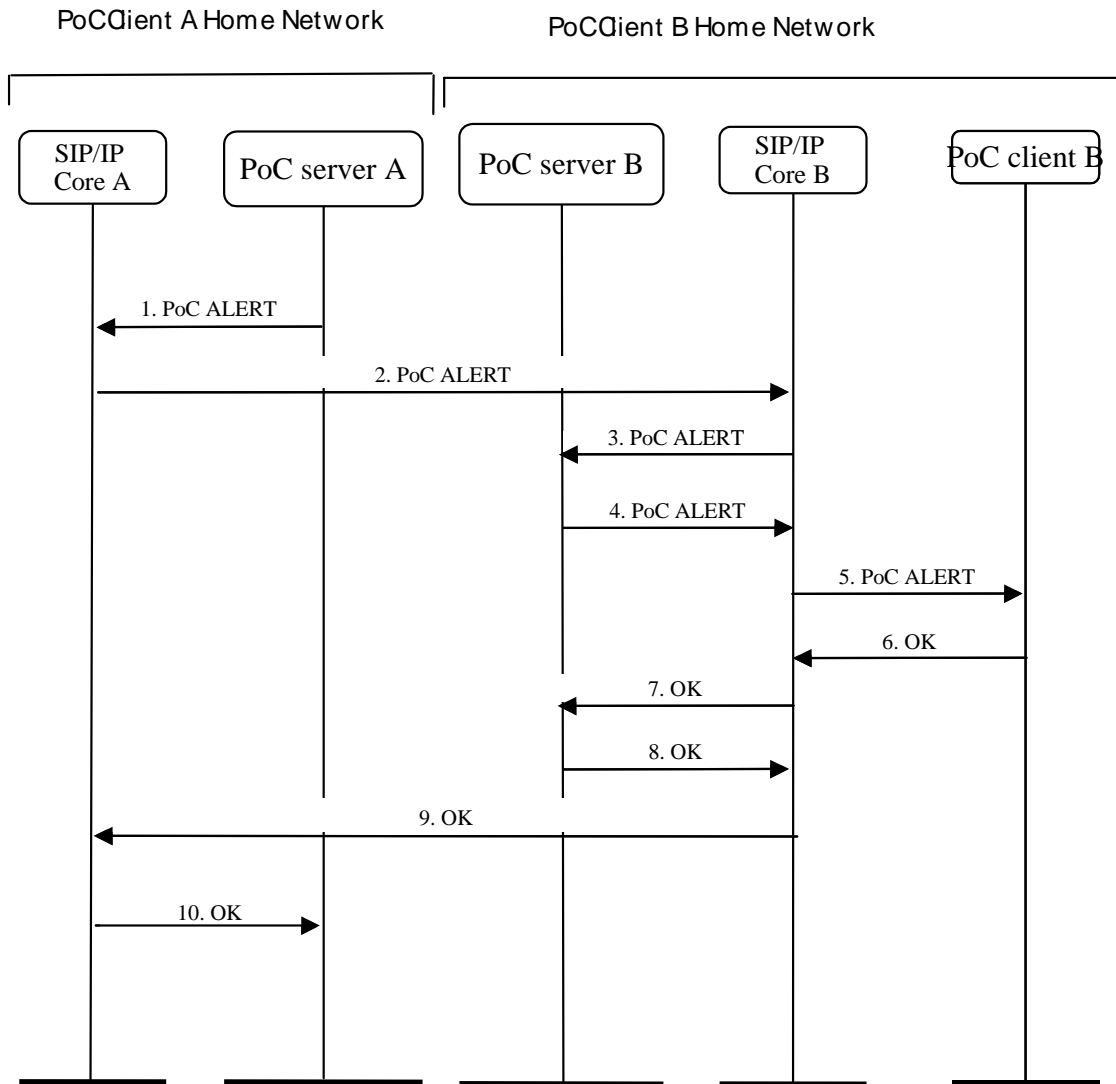 PoCClient A Home Network
PoCClient B Home Network
SIP/IP
Core A
PoC server A
PoC server B
SIP/IP
Core B
PoC client B
1. PoC ALERT
2. PoC ALERT
3. PoC ALERT
4. PoC ALERT
5. PoC ALERT
6. OK
7. OK
8. OK
9. OK
10. OK